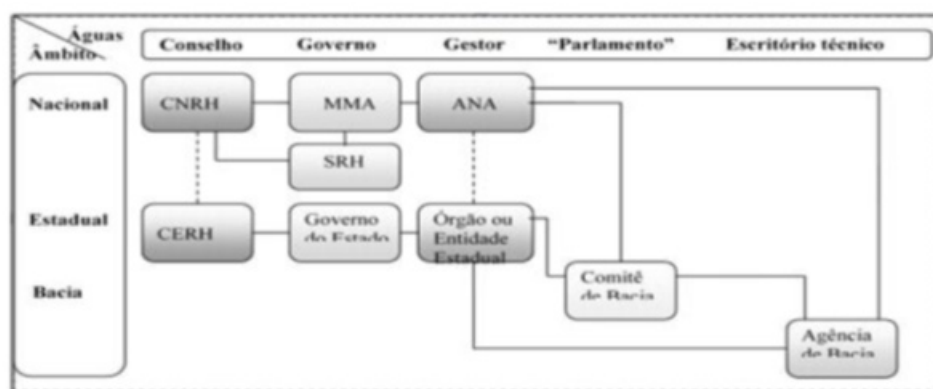 Águas
Âmbito
Conselho Governo Gestor “Parlamento” Escritório técnico
Nacional CNRH MMA ANA
SRH
Estadual CERH Governo do Estado Órgão ou Entidade Estadual
Bacia Comitê de Bacia
Agência de Bacia